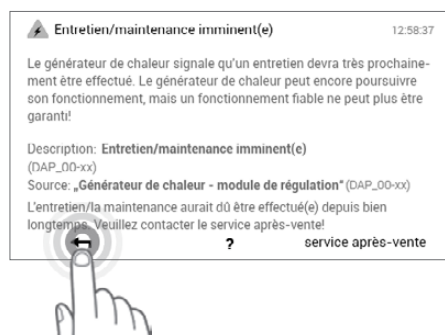 Entretien/maintenance imminent(e) 12:58:37
Le générateur de chaleur signale qu'un entretien devra très prochaine-
ment être effectué. Le générateur de chaleur peut encore poursuivre
son fonctionnement, mais un fonctionnement fiable ne peut plus être
garanti!
Description: Entretien/maintenance imminent(e)
(DAP_00-xx)
Source: „Générateur de chaleur - module de régulation" (DAP_00-xx)
L'entretien/la maintenance aurait dû être effectué(e) depuis bien
longtemps. Veuillez contacter le service après-vente!
? service après-vente